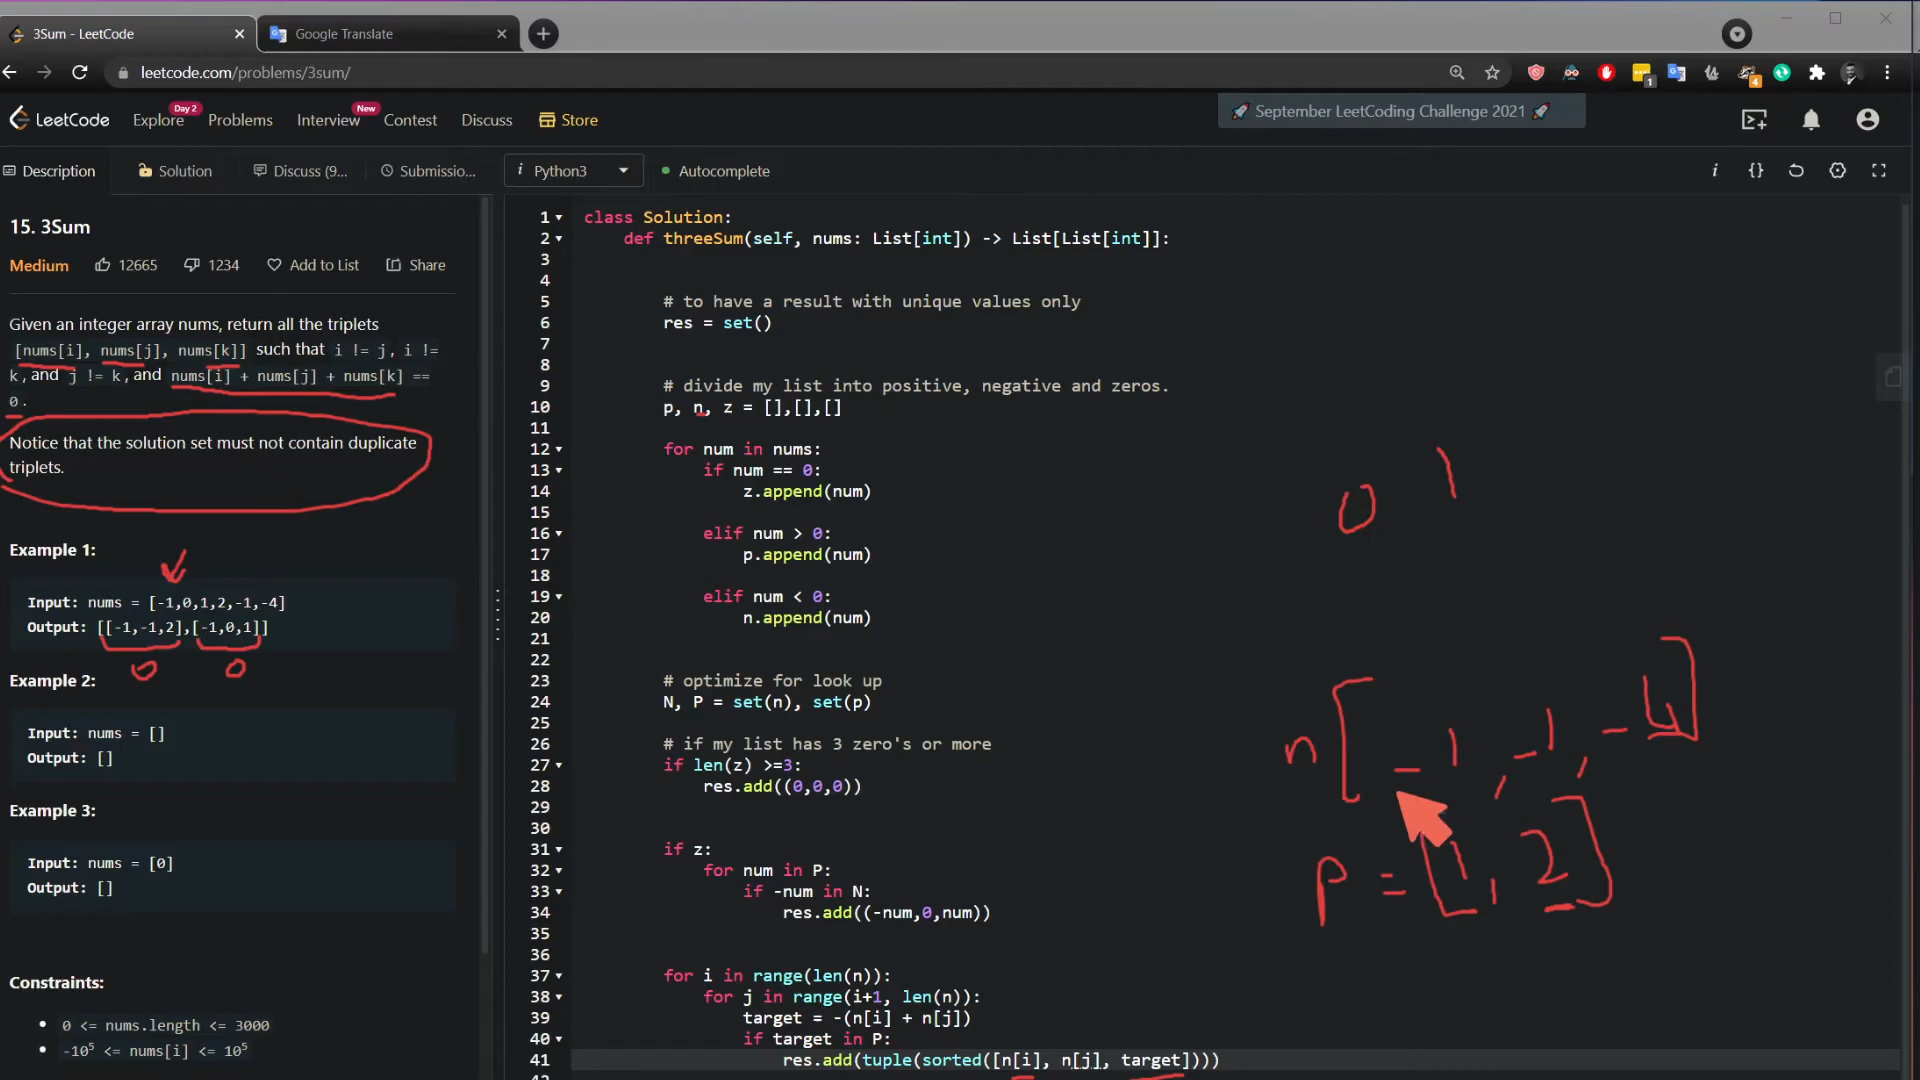 3Sum - LeetCode
Google Translate
leetcode.com/problems/3sum/
1
4
LeetCode
Explore
Day 2
Problems
Interview
New
Contest
Discuss
Store
🚀 September LeetCoding Challenge 2021 🚀
Description
Solution
Discuss (9...
Submissio...
i Python3
Autocomplete
i
{}
15. 3Sum
Medium
12665
1234
Add to List
Share
Given an integer array nums, return all the triplets
[nums[i], nums[j], nums[k]] such that i != j, i !=
k, and j != k, and nums[i] + nums[j] + nums[k] ==
0.
Notice that the solution set must not contain duplicate
triplets.
Example 1:
Input: nums = [-1,0,1,2,-1,-4]
Output: [[-1,-1,2],[-1,0,1]]
0 0
Example 2:
Input: nums = []
Output: []
Example 3:
Input: nums = [0]
Output: []
Constraints:
• 0 <= nums.length <= 3000
• -10⁵ <= nums[i] <= 10⁵
1 class Solution:
2 def threeSum(self, nums: List[int]) -> List[List[int]]:
3
4
5 # to have a result with unique values only
6 res = set()
7
8
9 # divide my list into positive, negative and zeros.
10 p, n, z = [],[],[]
11
12 for num in nums:
13 if num == 0:
14 z.append(num)
15
16 elif num > 0:
17 p.append(num)
18
19 elif num < 0:
20 n.append(num)
21
22
23 # optimize for look up
24 N, P = set(n), set(p)
25
26 # if my list has 3 zero's or more
27 if len(z) >=3:
28 res.add((0,0,0))
29
30
31 if z:
32 for num in P:
33 if -num in N:
34 res.add((-num,0,num))
35
36
37 for i in range(len(n)):
38 for j in range(i+1, len(n)):
39 target = -(n[i] + n[j])
40 if target in P:
41 res.add(tuple(sorted([n[i], n[j], target])))
0 1
n [-1, -1, -4]
p = [1, 2]